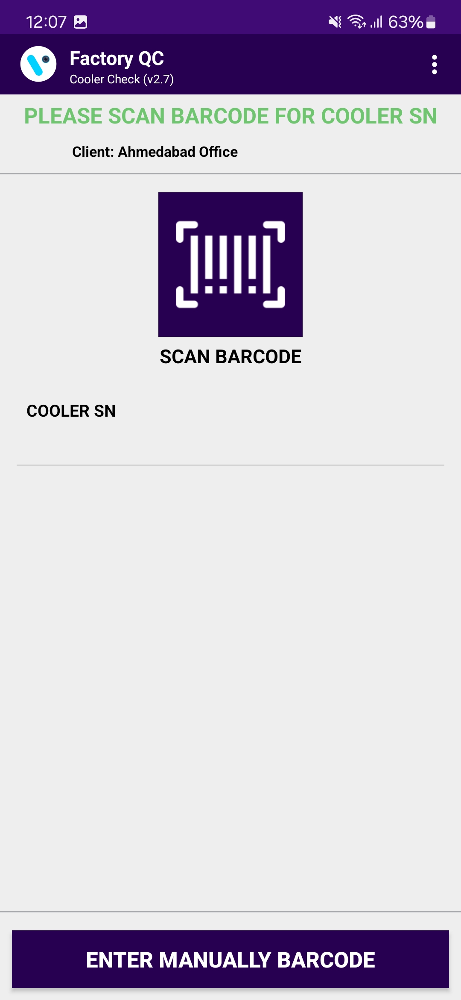 12:07
63%
Factory QC
Cooler Check (v2.7)
PLEASE SCAN BARCODE FOR COOLER SN
Client: Ahmedabad Office
SCAN BARCODE
COOLER SN
ENTER MANUALLY BARCODE